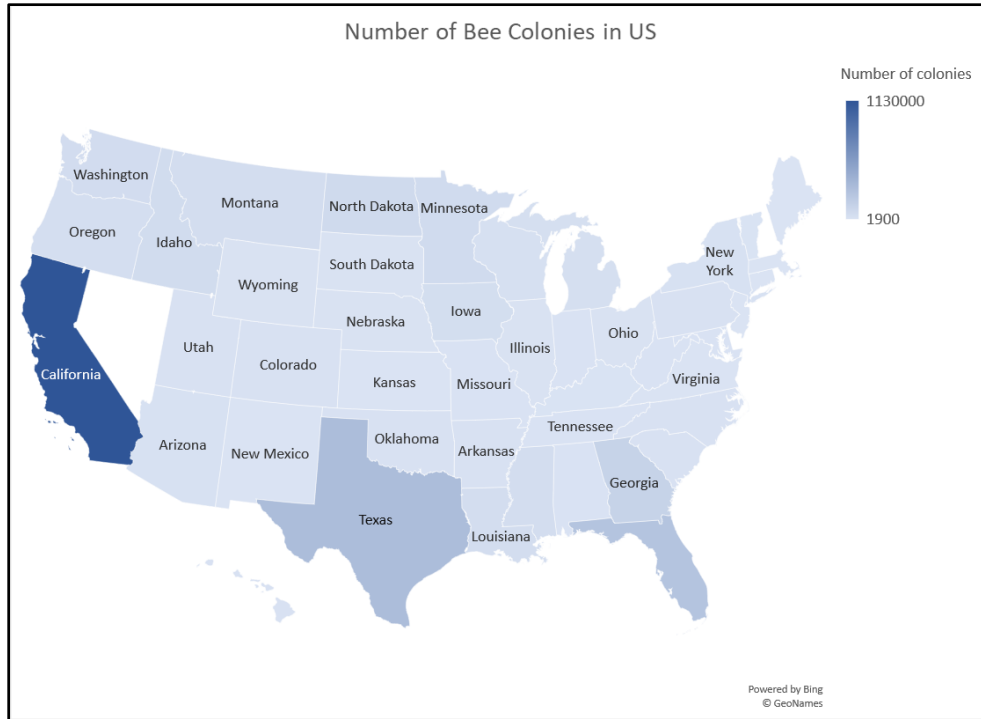 Number of Bee Colonies in US
Number of colonies
1130000
1900
Washington
Montana
North Dakota
Minnesota
Oregon
Idaho
New
York
South Dakota
Wyoming
Iowa
Nebraska
Ohio
Utah
Illinois
Colorado
California
Kansas
Missouri
Virginia
Tennessee
Oklahoma
Arizona
New Mexico
Arkansas
Georgia
Texas
Louisiana
Powered by Bing
© GeoNames